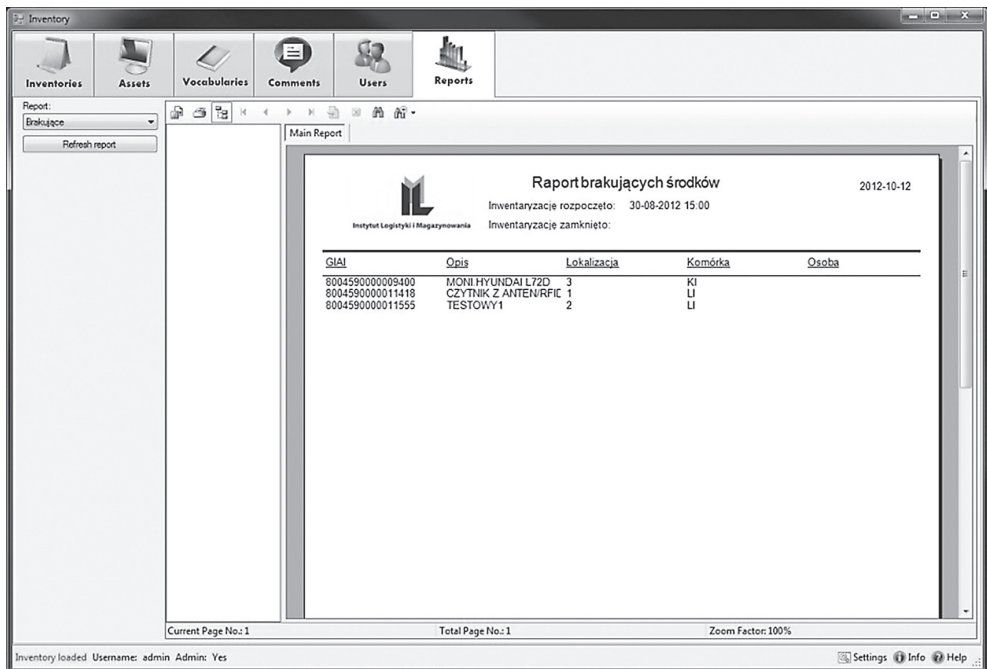 Inventory
Inventories Assets Vocabularies Comments Users Reports
Report:
Brakujące
Refresh report
Main Report
Raport brakujących środków
2012-10-12
Inwentaryzację rozpoczęto: 30-08-2012 15:00
Instytut Logistyki i Magazynowania
Inwentaryzację zamknięto:
GIAI Opis Lokalizacja Komórka Osoba
8004590000009400 MONI.HYUNDAI L72D 3 KI
8004590000011418 CZYTNIK Z ANTEN/RFID 1 LI
8004590000011555 TESTOWY1 2 LI
Current Page No.: 1 Total Page No.: 1 Zoom Factor: 100%
Inventory loaded Username: admin Admin: Yes Settings Info Help